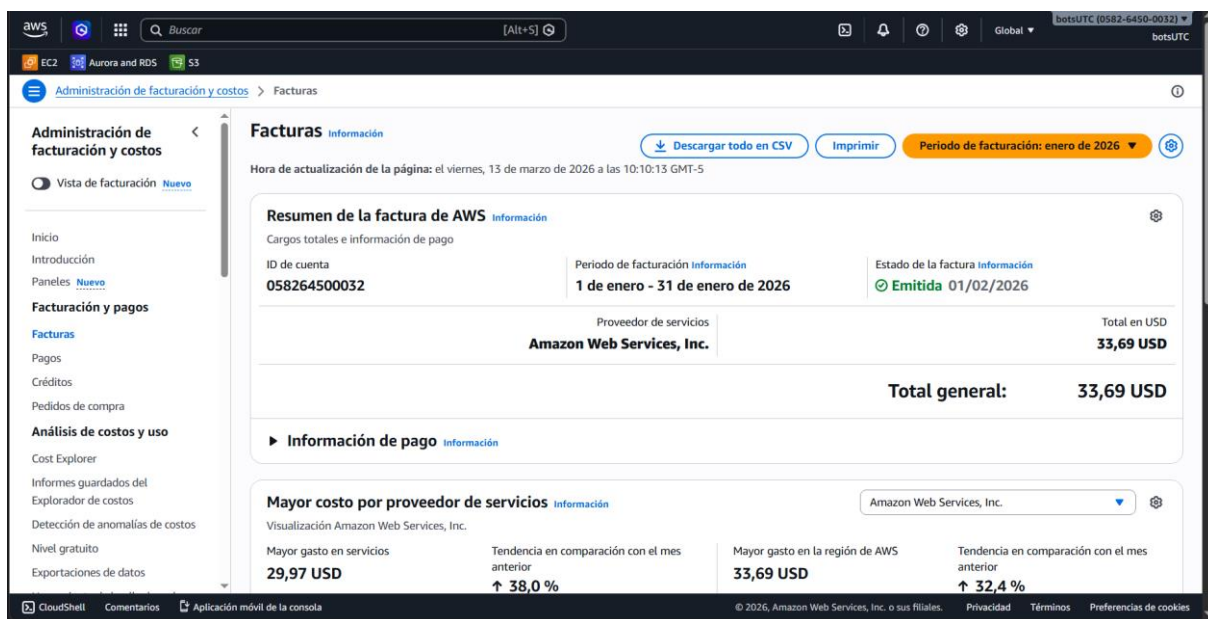 aws
Buscar
[Alt+S]
Global
botsUTC (0582-6450-0032)
botsUTC
EC2
Aurora and RDS
S3
Administración de facturación y costos > Facturas
Administración de
facturación y costos
Vista de facturación Nuevo
Inicio
Introducción
Paneles Nuevo
Facturación y pagos
Facturas
Pagos
Créditos
Pedidos de compra
Análisis de costos y uso
Cost Explorer
Informes guardados del
Explorador de costos
Detección de anomalías de costos
Nivel gratuito
Exportaciones de datos
Facturas Información
Descargar todo en CSV
Imprimir
Periodo de facturación: enero de 2026
Hora de actualización de la página: el viernes, 13 de marzo de 2026 a las 10:10:13 GMT-5
Resumen de la factura de AWS Información
Cargos totales e información de pago
ID de cuenta
058264500032
Periodo de facturación Información
1 de enero - 31 de enero de 2026
Estado de la factura Información
Emitida 01/02/2026
Proveedor de servicios
Amazon Web Services, Inc.
Total en USD
33,69 USD
Total general: 33,69 USD
Información de pago Información
Mayor costo por proveedor de servicios Información
Amazon Web Services, Inc.
Visualización Amazon Web Services, Inc.
Mayor gasto en servicios
29,97 USD
Tendencia en comparación con el mes
anterior
↑ 38,0 %
Mayor gasto en la región de AWS
33,69 USD
Tendencia en comparación con el mes
anterior
↑ 32,4 %
CloudShell
Comentarios
Aplicación móvil de la consola
© 2026, Amazon Web Services, Inc. o sus filiales.
Privacidad
Términos
Preferencias de cookies